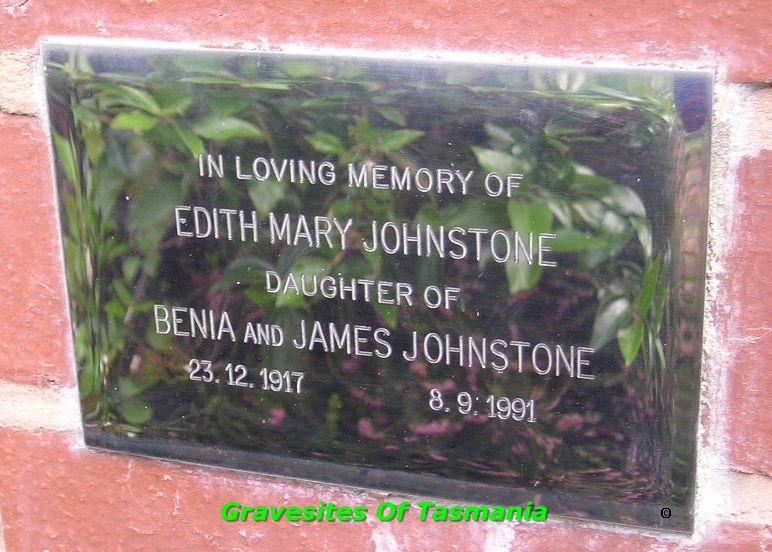 IN LOVING MEMORY OF
EDITH MARY JOHNSTONE
DAUGHTER OF
BENIA AND JAMES JOHNSTONE
23. 12. 1917 8. 9. 1991
Gravesites Of Tasmania ©